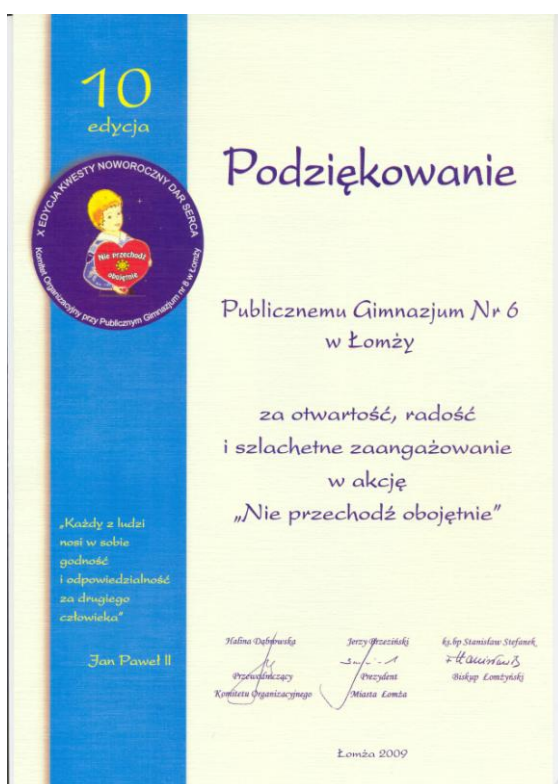 10
edycja
X EDYCJA KWESTY NOWOROCZNY DAR SERCA
Nie przechodź
obojętnie
Komitet Organizacyjny przy Publicznym Gimnazjum nr 8 w Łomży
Podziękowanie
Publicznemu Gimnazjum Nr 6
w Łomży
za otwartość, radość
i szlachetne zaangażowanie
w akcję
„Nie przechodź obojętnie”
„Każdy z ludzi
nosi w sobie
godność
i odpowiedzialność
za drugiego
człowieka”
Jan Paweł II
Halina Dąbrowska
Przewodniczący
Komitetu Organizacyjnego
Jerzy Brzeziński
Prezydent
Miasta Łomża
ks.bp Stanisław Stefanek
Biskup Łomżyński
Łomża 2009